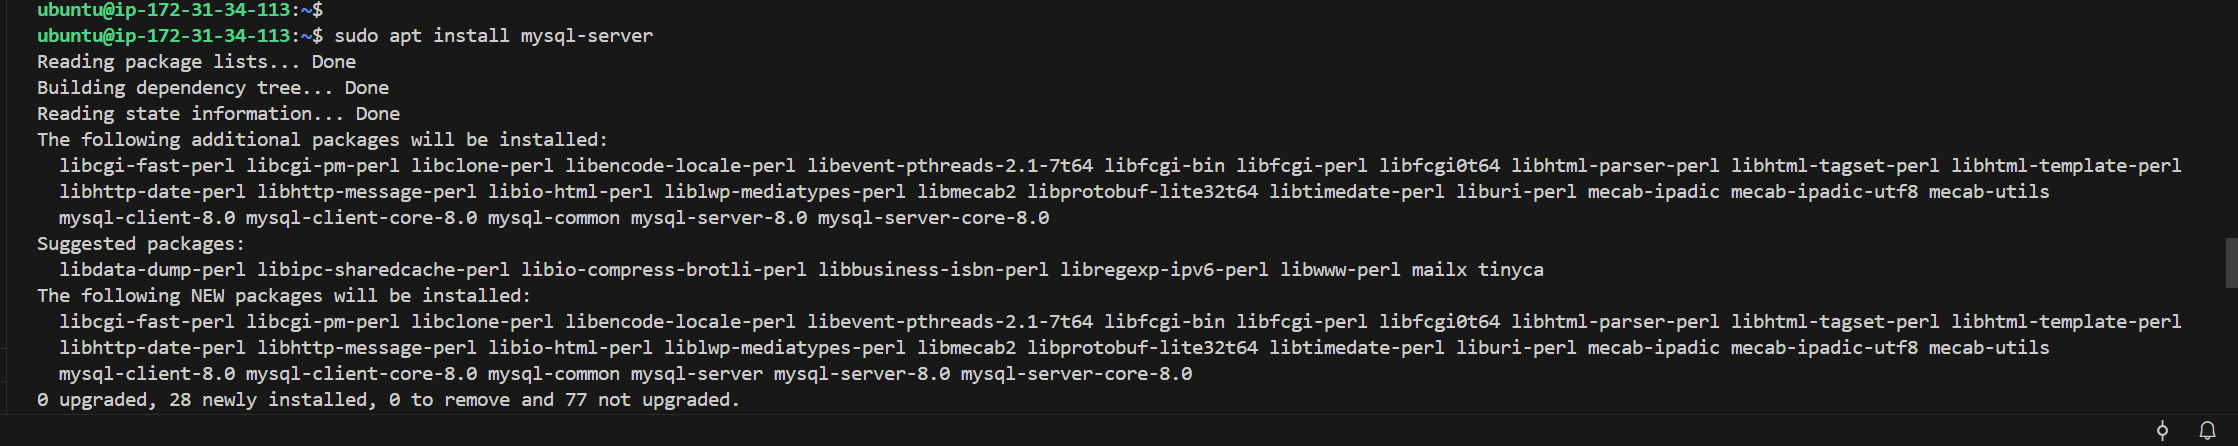 ubuntu@ip-172-31-34-113:~$
ubuntu@ip-172-31-34-113:~$ sudo apt install mysql-server
Reading package lists... Done
Building dependency tree... Done
Reading state information... Done
The following additional packages will be installed:
  libcgi-fast-perl libcgi-pm-perl libclone-perl libencode-locale-perl libevent-pthreads-2.1-7t64 libfcgi-bin libfcgi-perl libfcgi0t64 libhtml-parser-perl libhtml-tagset-perl libhtml-template-perl
  libhttp-date-perl libhttp-message-perl libio-html-perl liblwp-mediatypes-perl libmecab2 libprotobuf-lite32t64 libtimedate-perl liburi-perl mecab-ipadic mecab-ipadic-utf8 mecab-utils
  mysql-client-8.0 mysql-client-core-8.0 mysql-common mysql-server-8.0 mysql-server-core-8.0
Suggested packages:
  libdata-dump-perl libipc-sharedcache-perl libio-compress-brotli-perl libbusiness-isbn-perl libregexp-ipv6-perl libwww-perl mailx tinyca
The following NEW packages will be installed:
  libcgi-fast-perl libcgi-pm-perl libclone-perl libencode-locale-perl libevent-pthreads-2.1-7t64 libfcgi-bin libfcgi-perl libfcgi0t64 libhtml-parser-perl libhtml-tagset-perl libhtml-template-perl
  libhttp-date-perl libhttp-message-perl libio-html-perl liblwp-mediatypes-perl libmecab2 libprotobuf-lite32t64 libtimedate-perl liburi-perl mecab-ipadic mecab-ipadic-utf8 mecab-utils
  mysql-client-8.0 mysql-client-core-8.0 mysql-common mysql-server mysql-server-8.0 mysql-server-core-8.0
0 upgraded, 28 newly installed, 0 to remove and 77 not upgraded.